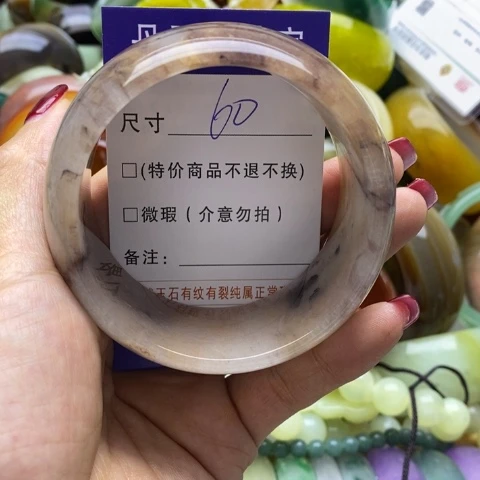 尺寸 60
□(特价商品不退不换)
□微瑕（介意勿拍）
备注：
玉石有纹有裂纯属正常